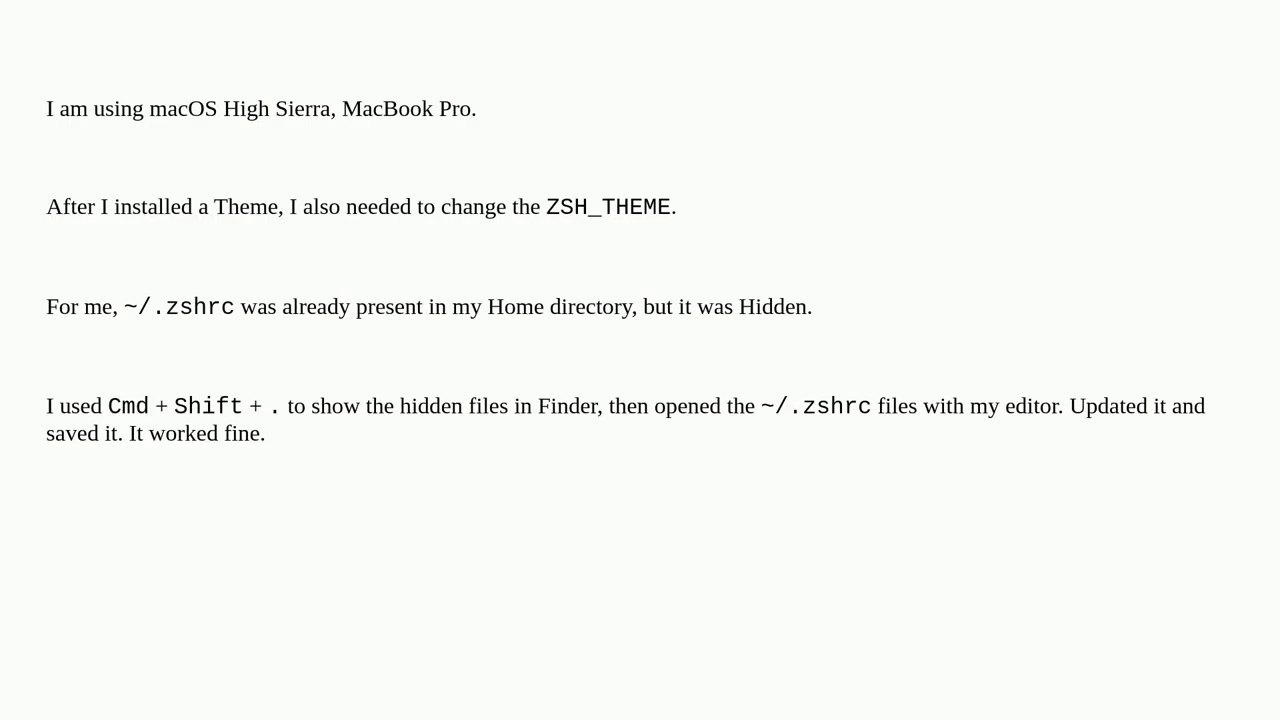 I am using macOS High Sierra, MacBook Pro.
After I installed a Theme, I also needed to change the ZSH_THEME.
For me, ~/.zshrc was already present in my Home directory, but it was Hidden.
I used Cmd + Shift + . to show the hidden files in Finder, then opened the ~/.zshrc files with my editor. Updated it and
saved it. It worked fine.